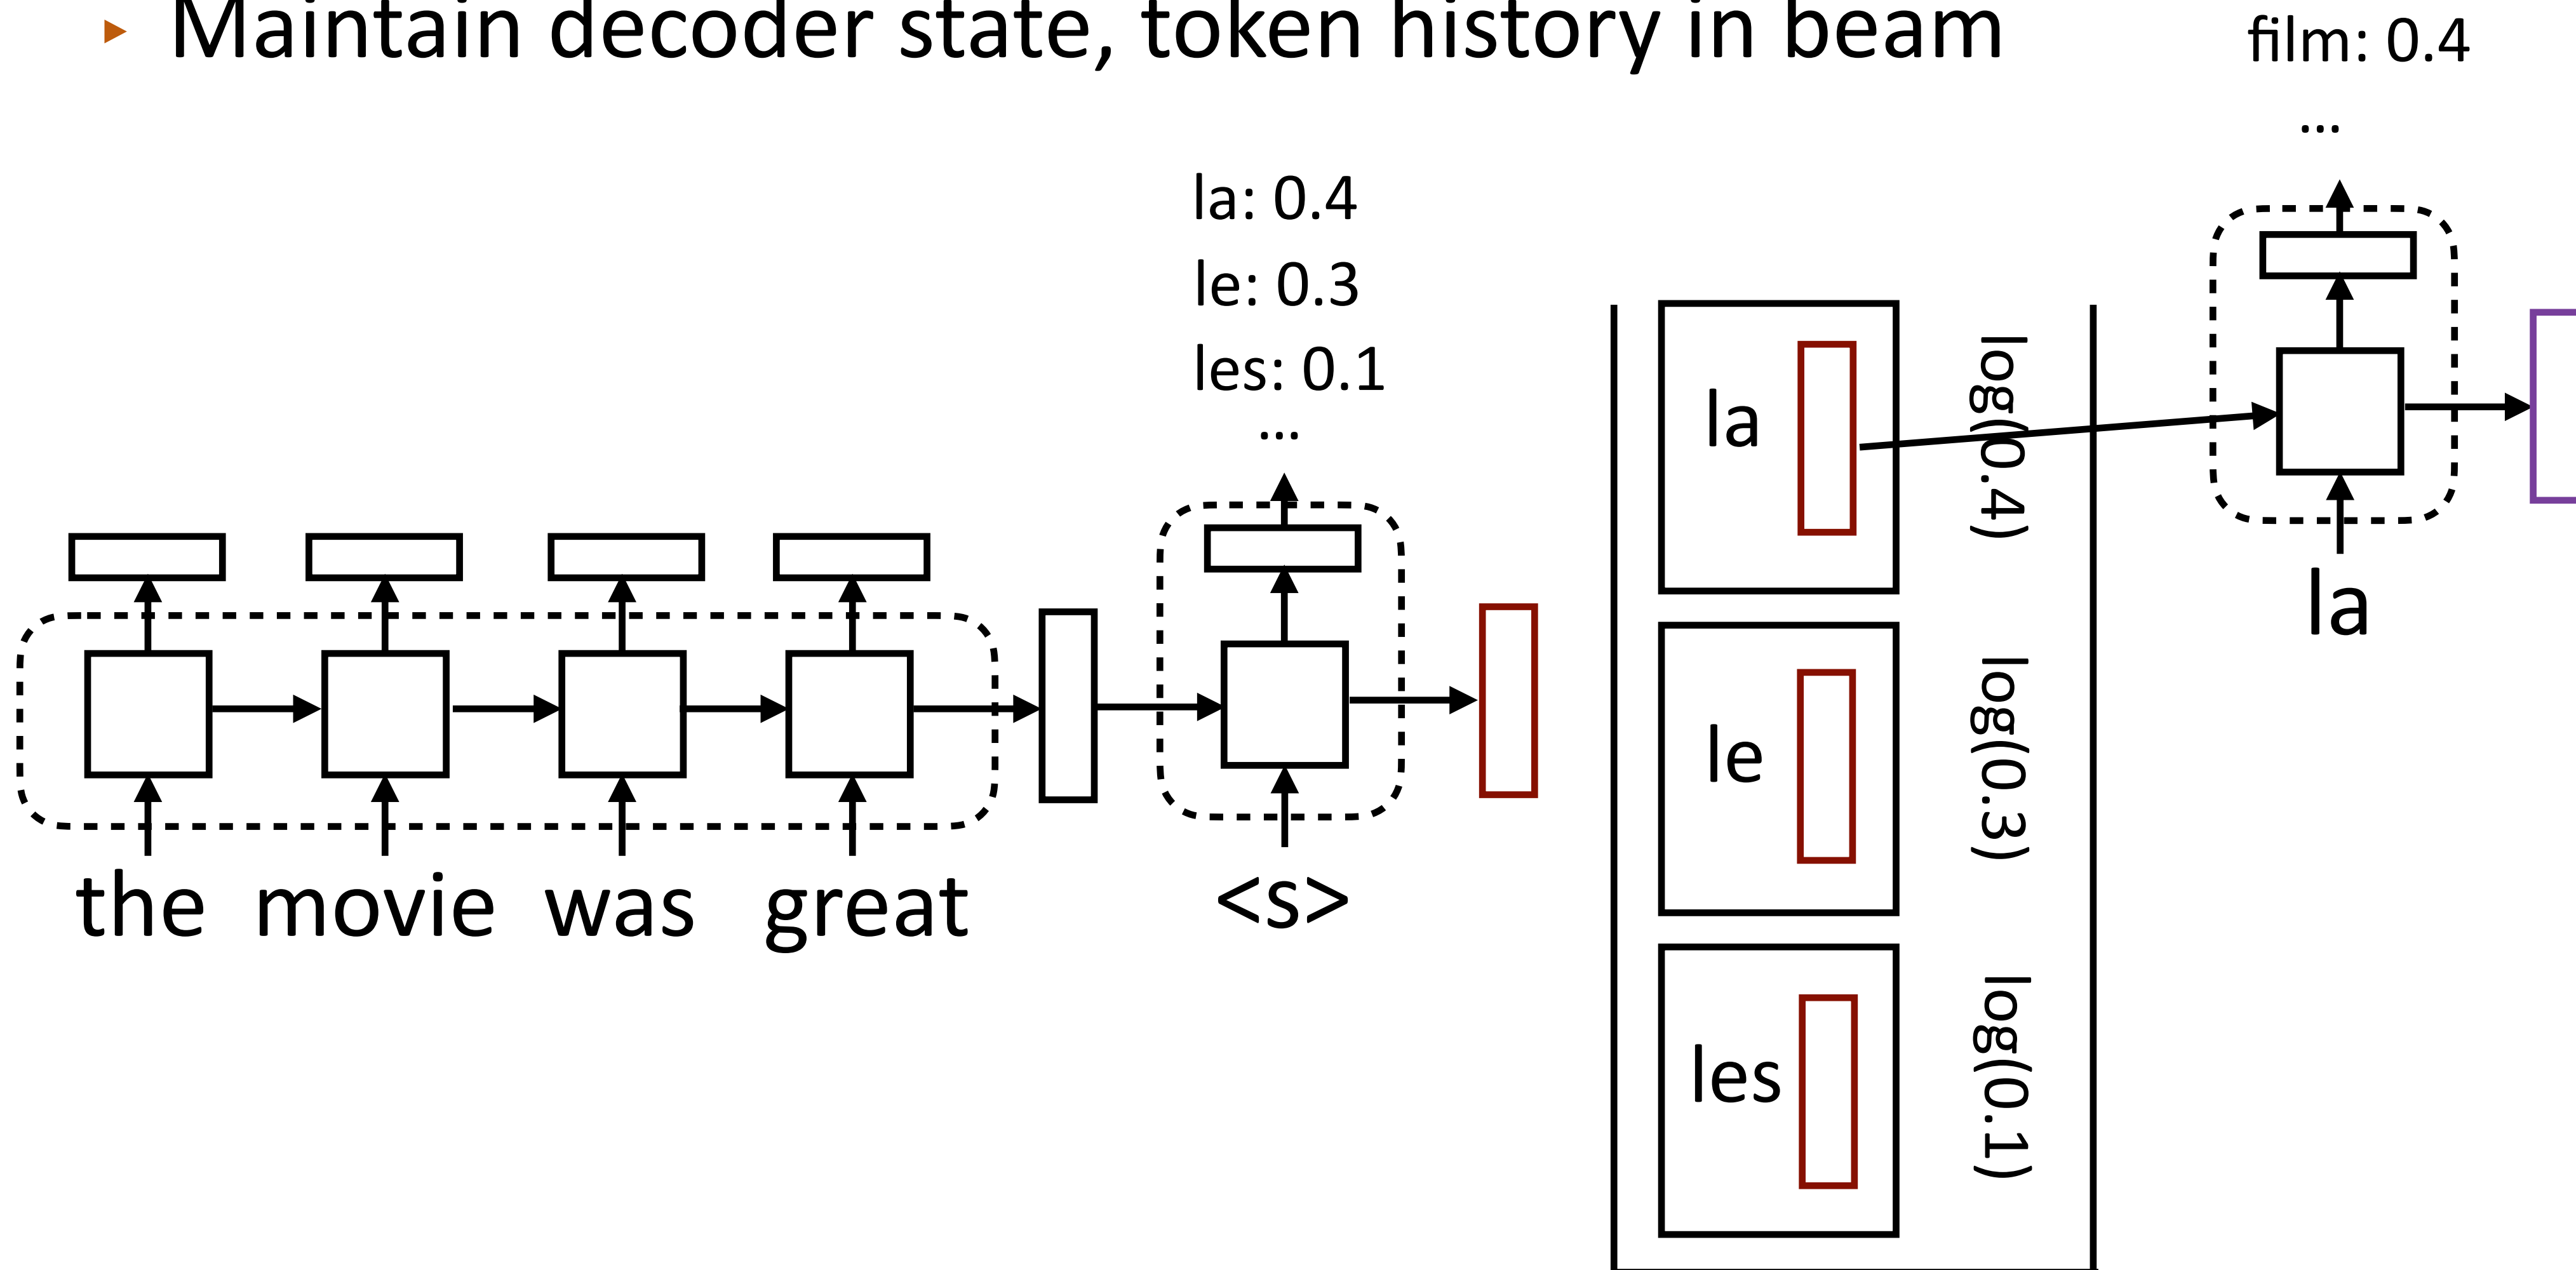 Maintain decoder state, token history in beam
film: 0.4
...
la: 0.4
le: 0.3
les: 0.1
...
la
log(0.4)
la
le
log(0.3)
the movie was great
<s>
les
log(0.1)